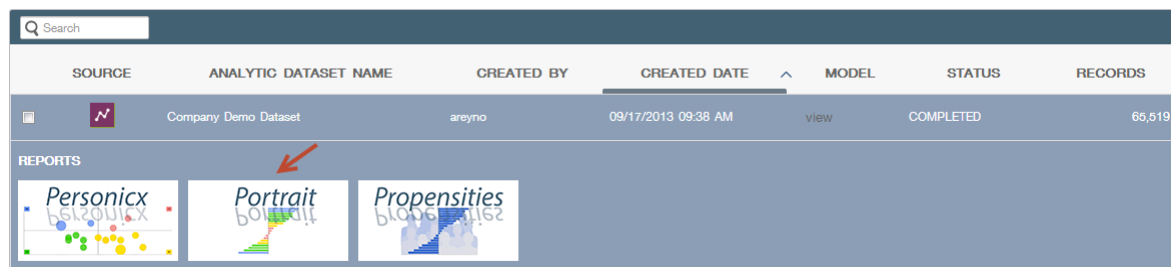 Search
SOURCE ANALYTIC DATASET NAME CREATED BY CREATED DATE MODEL STATUS RECORDS
Company Demo Dataset areyno 09/17/2013 09:38 AM view COMPLETED 65,519
REPORTS
Personicx Portrait Propensities